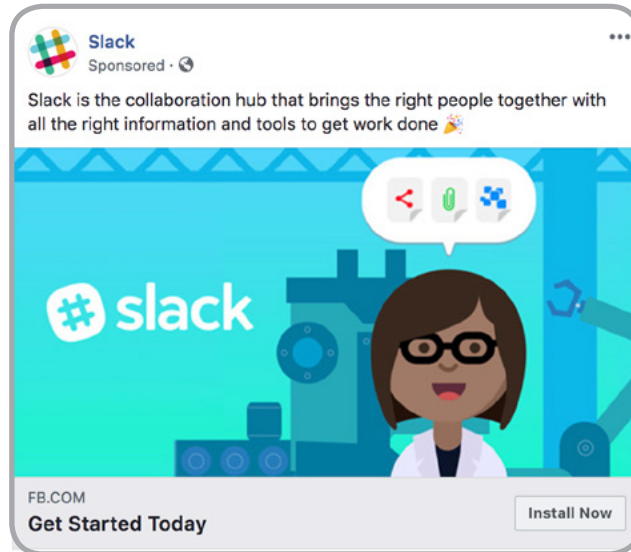 Slack
Sponsored ·
Slack is the collaboration hub that brings the right people together with
all the right information and tools to get work done 🎉
slack
FB.COM
Get Started Today
Install Now